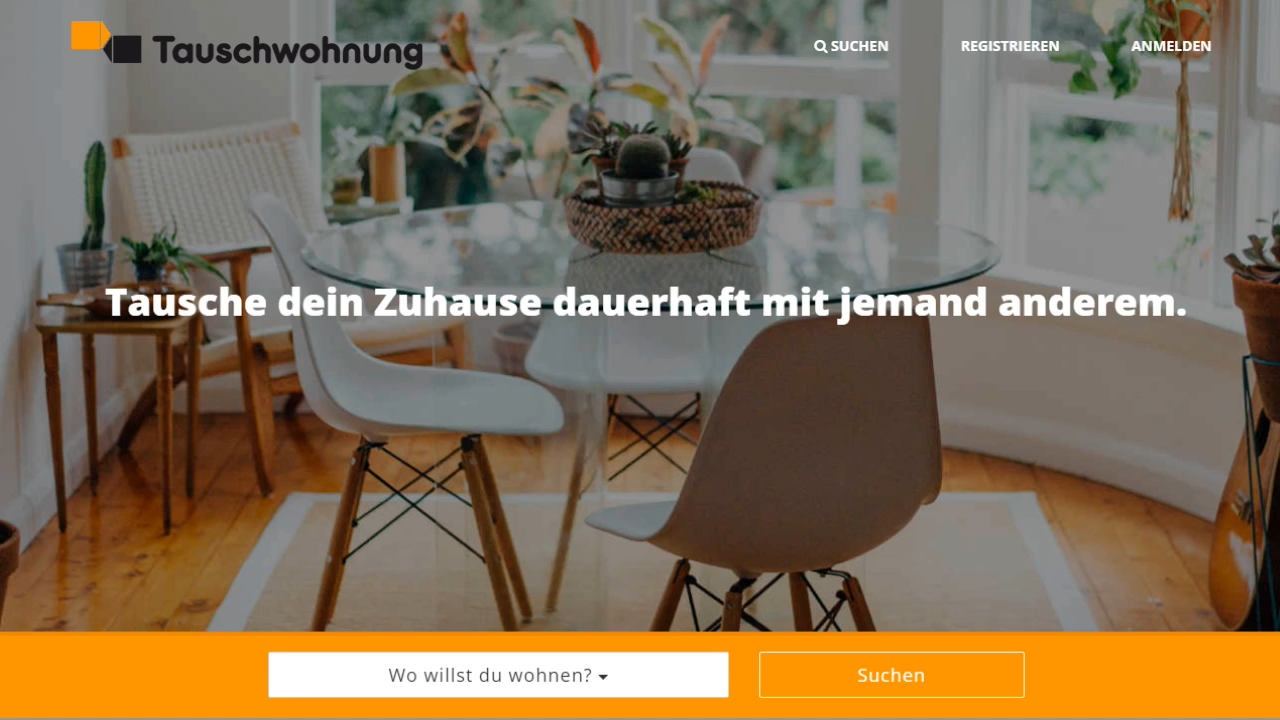 Tauschwohnung
SUCHEN
REGISTRIEREN
ANMELDEN
Tausche dein Zuhause dauerhaft mit jemand anderem.
Wo willst du wohnen?
Suchen